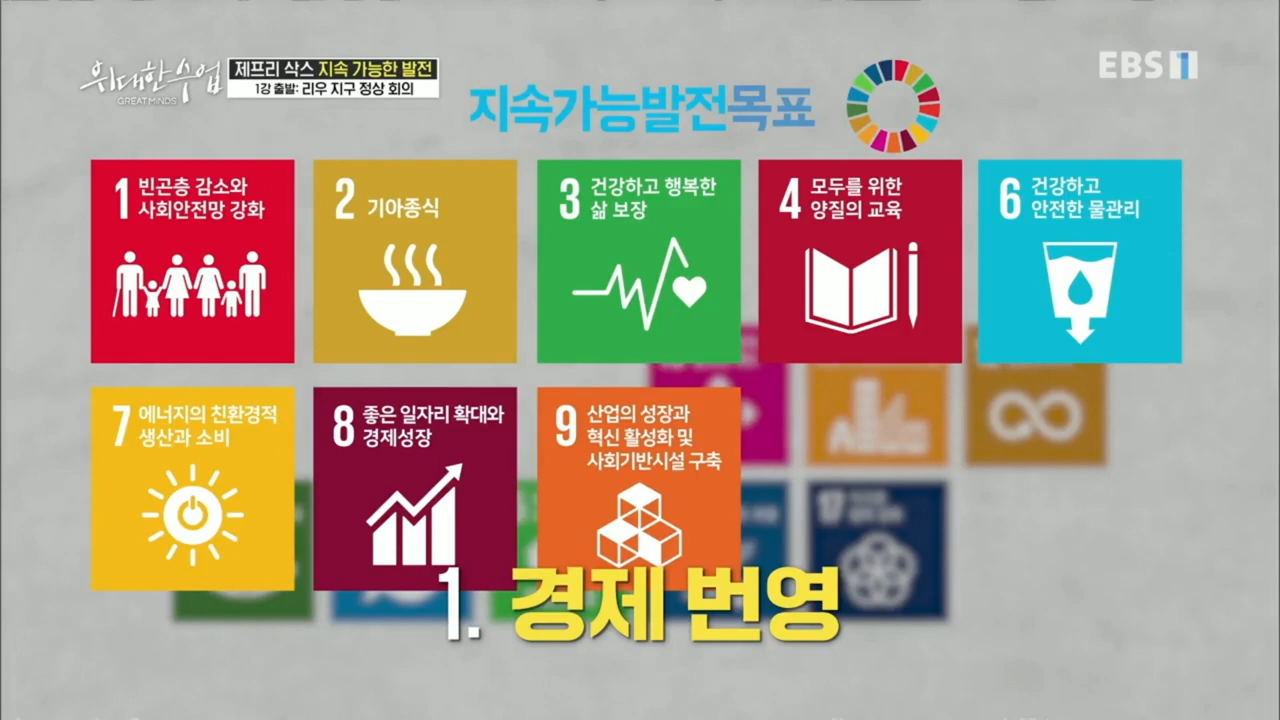 위대한수업
GREAT MINDS
제프리 삭스 지속 가능한 발전
1강 출발: 리우 지구 정상 회의
EBS 1
지속가능발전목표
1 빈곤층 감소와
사회안전망 강화
2 기아종식
3 건강하고 행복한
삶 보장
4 모두를 위한
양질의 교육
6 건강하고
안전한 물관리
7 에너지의 친환경적
생산과 소비
8 좋은 일자리 확대와
경제성장
9 산업의 성장과
혁신 활성화 및
사회기반시설 구축
17
1. 경제 번영